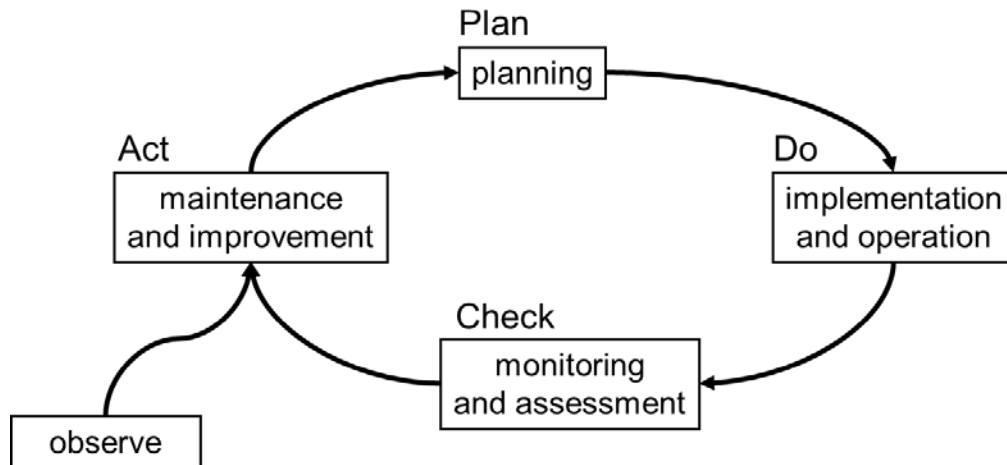 Plan
planning
Act
maintenance
and improvement
Do
implementation
and operation
Check
monitoring
and assessment
observe